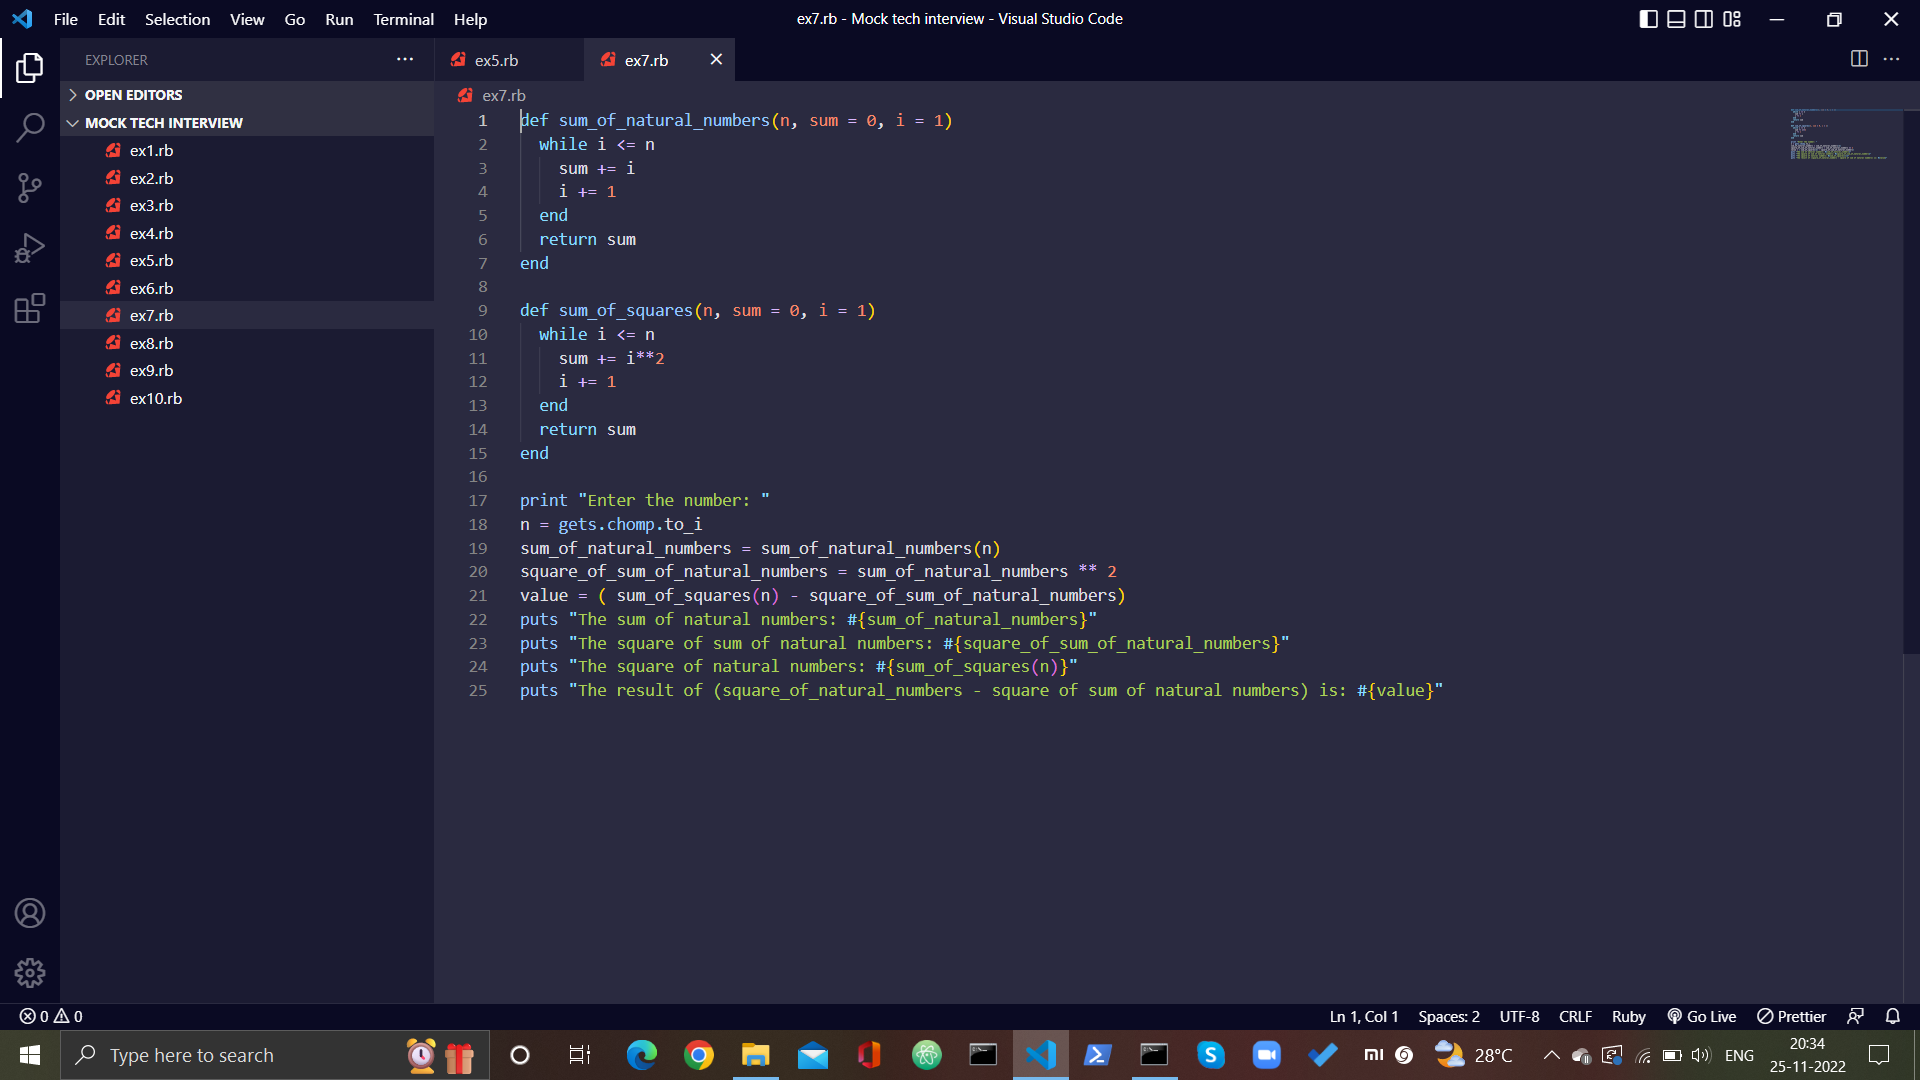 File Edit Selection View Go Run Terminal Help
ex7.rb - Mock tech interview - Visual Studio Code
EXPLORER
OPEN EDITORS
MOCK TECH INTERVIEW
ex1.rb
ex2.rb
ex3.rb
ex4.rb
ex5.rb
ex6.rb
ex7.rb
ex8.rb
ex9.rb
ex10.rb
ex5.rb ex7.rb
ex7.rb
1 def sum_of_natural_numbers(n, sum = 0, i = 1)
2 while i <= n
3 sum += i
4 i += 1
5 end
6 return sum
7 end
8
9 def sum_of_squares(n, sum = 0, i = 1)
10 while i <= n
11 sum += i**2
12 i += 1
13 end
14 return sum
15 end
16
17 print "Enter the number: "
18 n = gets.chomp.to_i
19 sum_of_natural_numbers = sum_of_natural_numbers(n)
20 square_of_sum_of_natural_numbers = sum_of_natural_numbers ** 2
21 value = ( sum_of_squares(n) - square_of_sum_of_natural_numbers)
22 puts "The sum of natural numbers: #{sum_of_natural_numbers}"
23 puts "The square of sum of natural numbers: #{square_of_sum_of_natural_numbers}"
24 puts "The square of natural numbers: #{sum_of_squares(n)}"
25 puts "The result of (square_of_natural_numbers - square of sum of natural numbers) is: #{value}"
0 0
Ln 1, Col 1 Spaces: 2 UTF-8 CRLF Ruby Go Live Prettier
Type here to search
28°C
ENG
20:34
25-11-2022